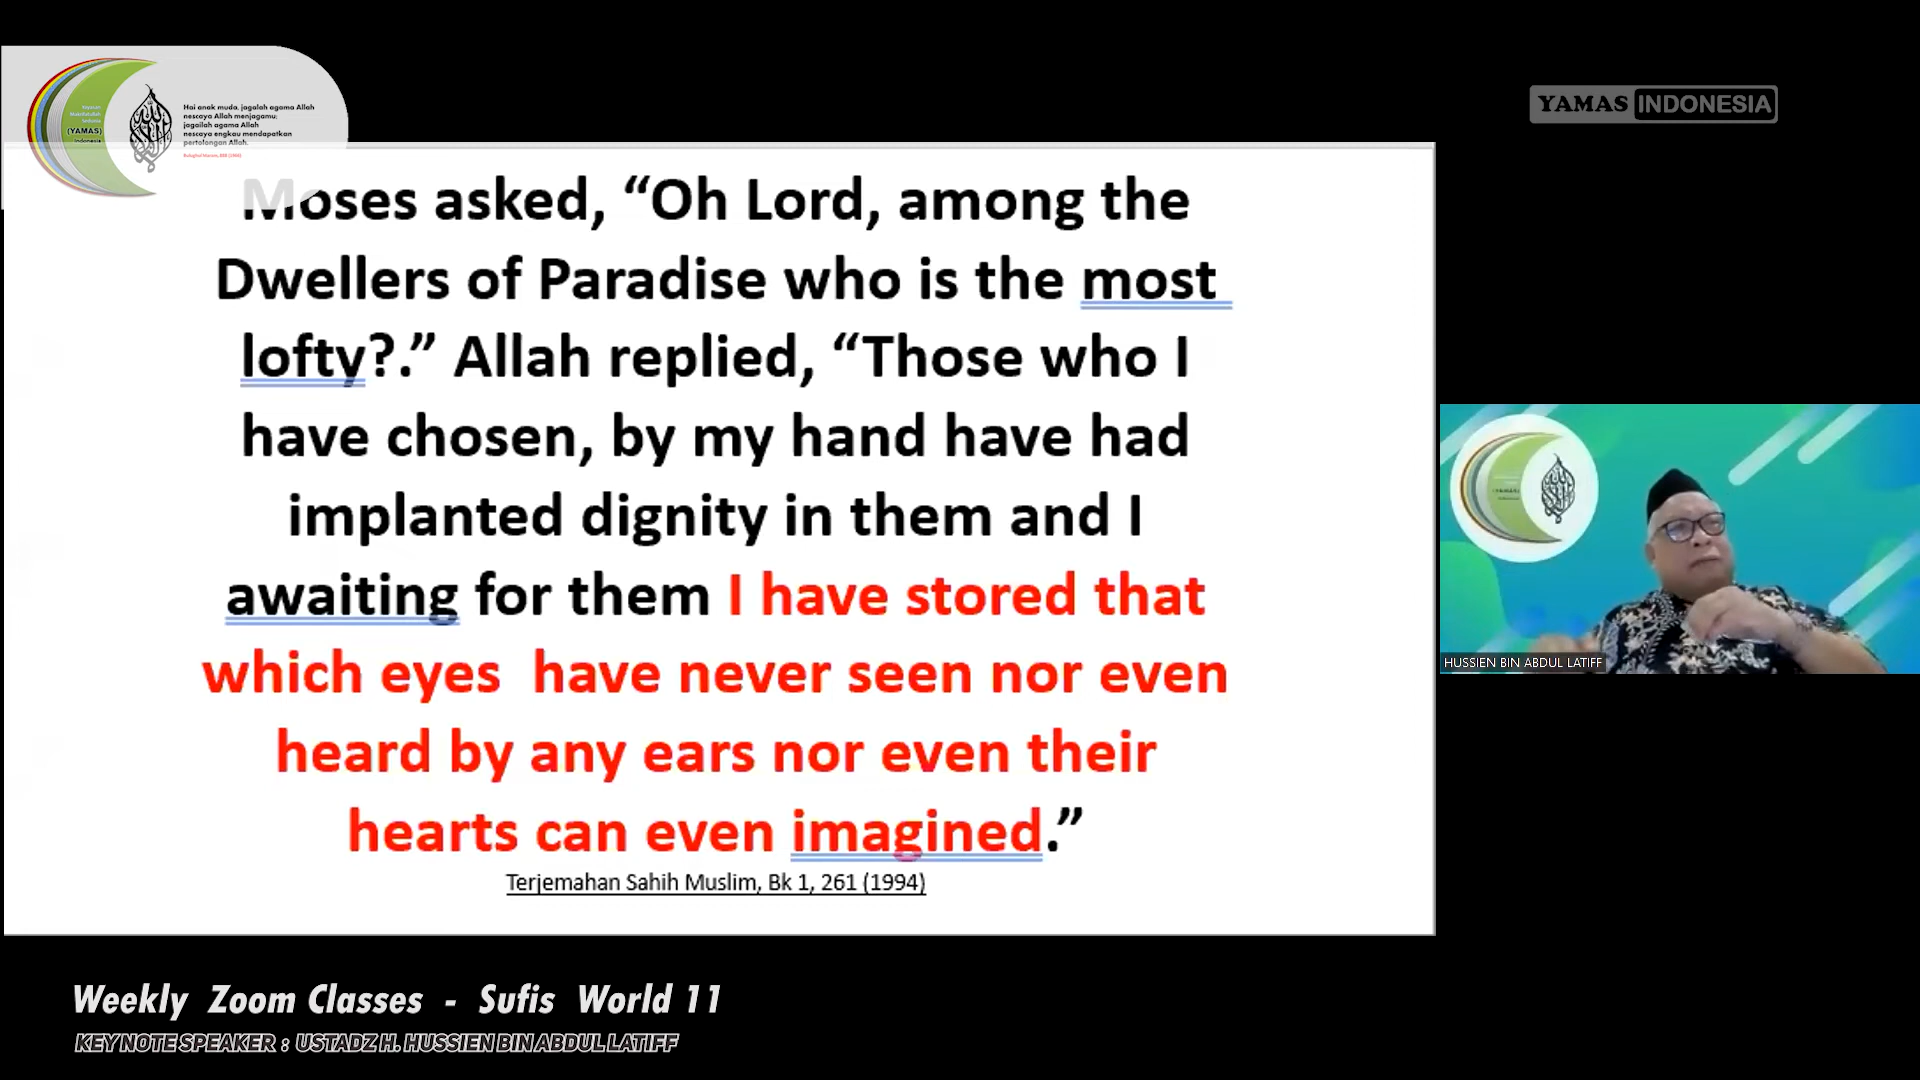 Yayasan
Makrifatullah
Indonesia
(YAMAS)
Indonesia
Hai anak muda, jagalah agama Allah
nescaya Allah menjagamu;
jagailah agama Allah
nescaya engkau mendapatkan
pertolongan Allah.
YAMAS INDONESIA
Moses asked, “Oh Lord, among the
Dwellers of Paradise who is the most
lofty?.” Allah replied, “Those who I
have chosen, by my hand have had
implanted dignity in them and I
awaiting for them I have stored that
which eyes have never seen nor even
heard by any ears nor even their
hearts can even imagined.”
Terjemahan Sahih Muslim, Bk 1, 261 (1994)
HUSSIEN BIN ABDUL LATIFF
Weekly Zoom Classes - Sufis World 11
KEYNOTE SPEAKER : USTADZ H. HUSSIEN BIN ABDUL LATIFF